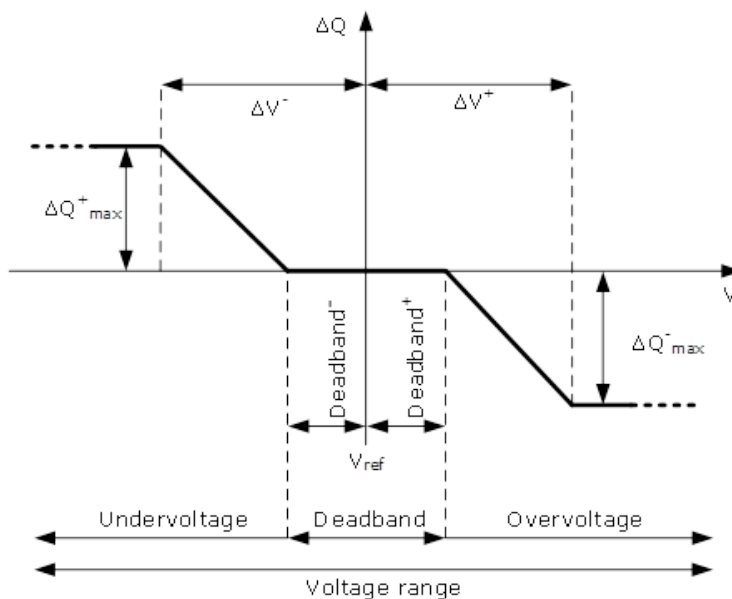 ΔQ
ΔV⁻
ΔV⁺
ΔQ⁺max
V
Deadband⁻
Deadband⁺
ΔQ⁻max
Vref
Undervoltage
Deadband
Overvoltage
Voltage range